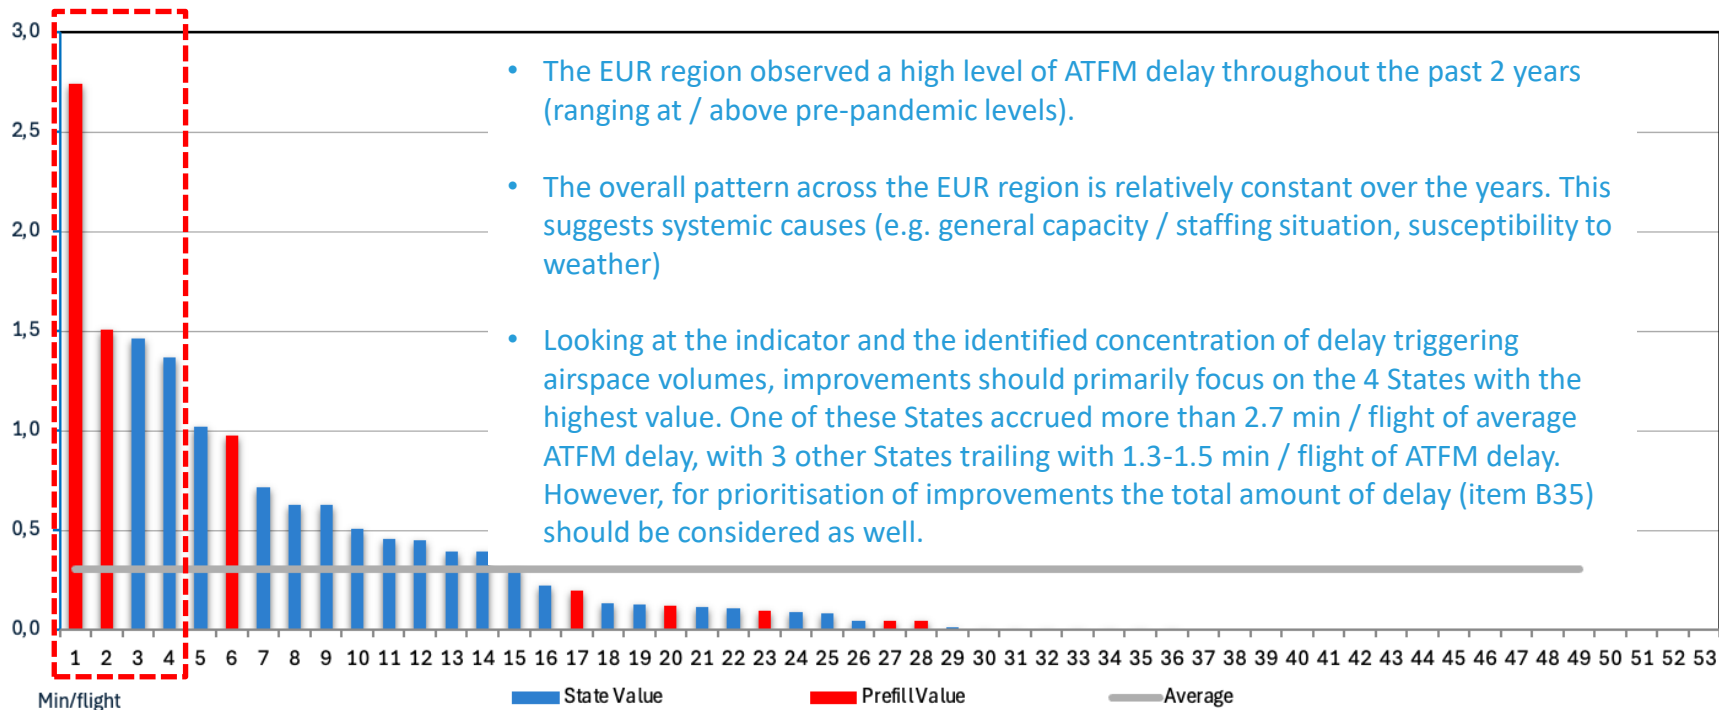 3,0
2,5
2,0
1,5
1,0
0,5
0,0
• The EUR region observed a high level of ATFM delay throughout the past 2 years
(ranging at / above pre-pandemic levels).
• The overall pattern across the EUR region is relatively constant over the years. This
suggests systemic causes (e.g. general capacity / staffing situation, susceptibility to
weather)
• Looking at the indicator and the identified concentration of delay triggering
airspace volumes, improvements should primarily focus on the 4 States with the
highest value. One of these States accrued more than 2.7 min / flight of average
ATFM delay, with 3 other States trailing with 1.3-1.5 min / flight of ATFM delay.
However, for prioritisation of improvements the total amount of delay (item B35)
should be considered as well.
1 2 3 4 5 6 7 8 9 10 11 12 13 14 15 16 17 18 19 20 21 22 23 24 25 26 27 28 29 30 31 32 33 34 35 36 37 38 39 40 41 42 43 44 45 46 47 48 49 50 51 52 53
Min/flight
State Value
Prefill Value
Average